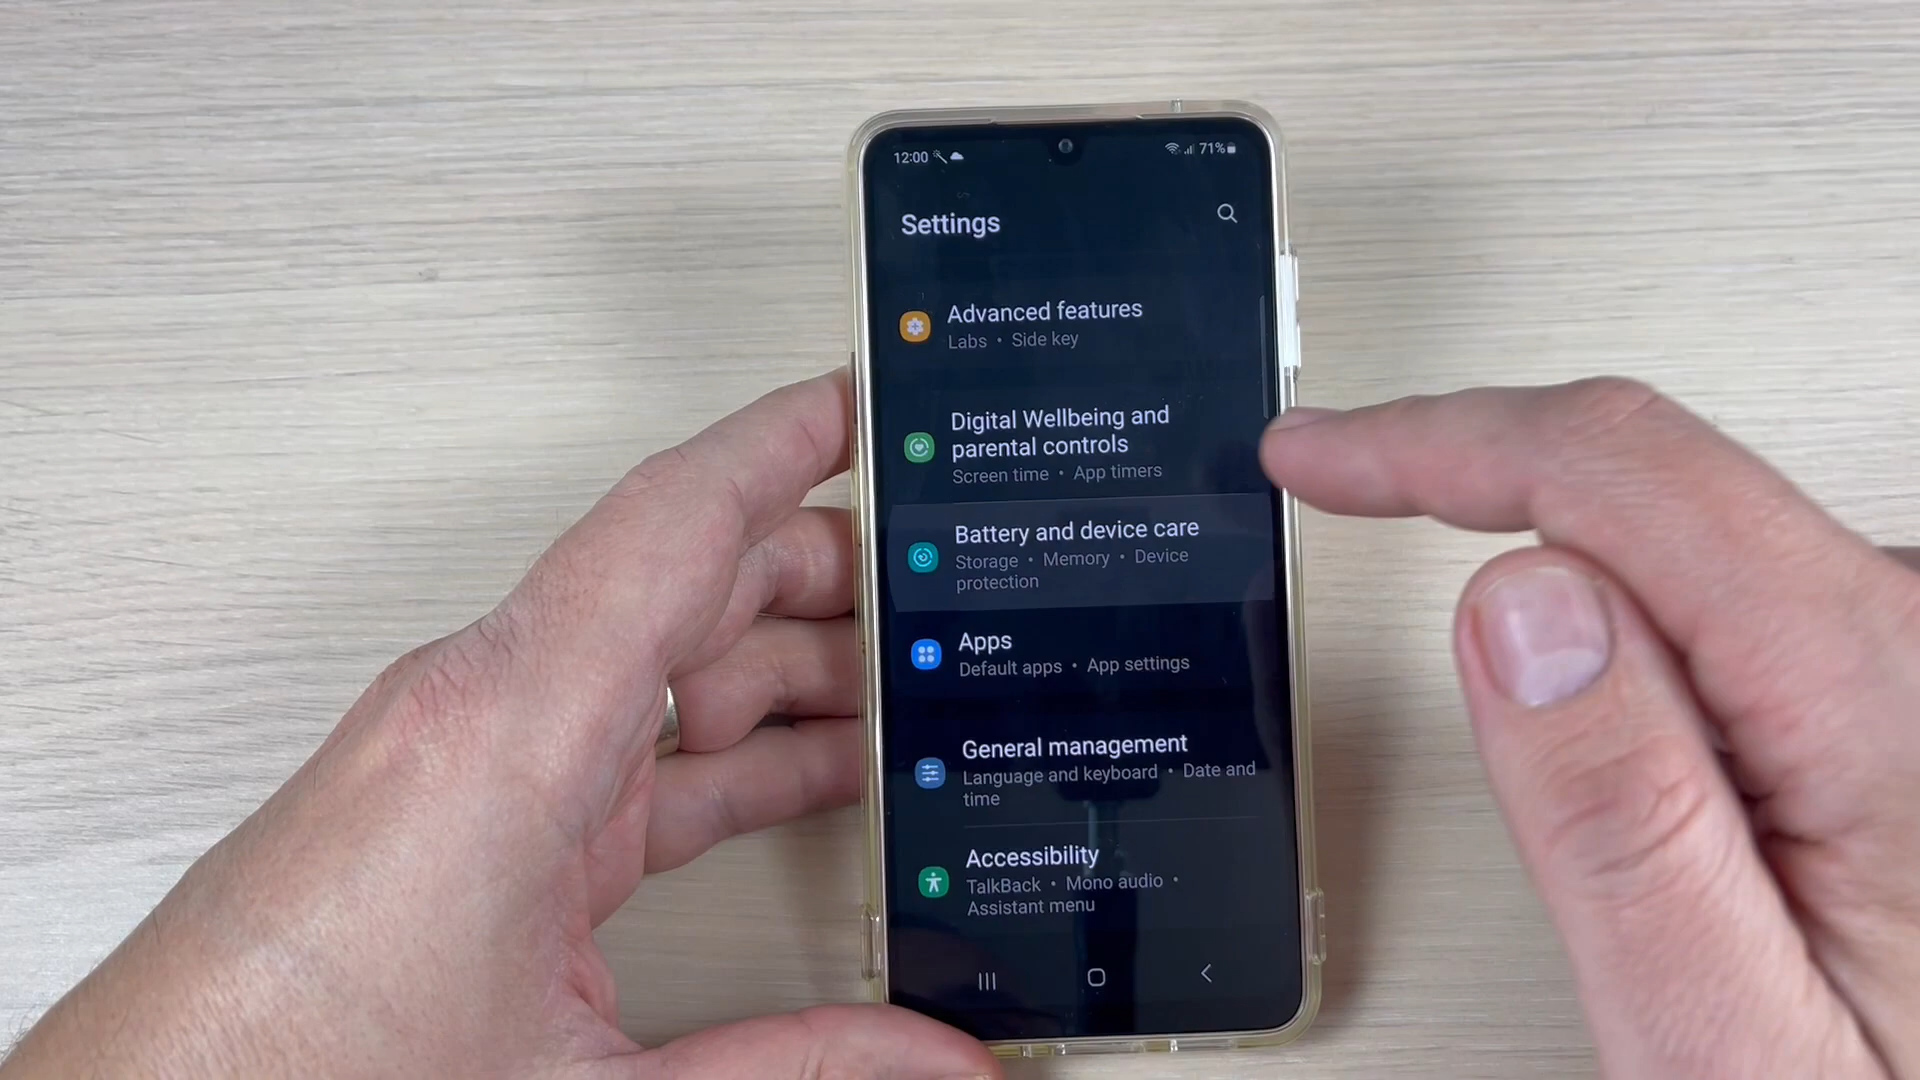 12:00
71%
Settings
Advanced features
Labs • Side key
Digital Wellbeing and
parental controls
Screen time • App timers
Battery and device care
Storage • Memory • Device
protection
Apps
Default apps • App settings
General management
Language and keyboard • Date and
time
Accessibility
TalkBack • Mono audio •
Assistant menu